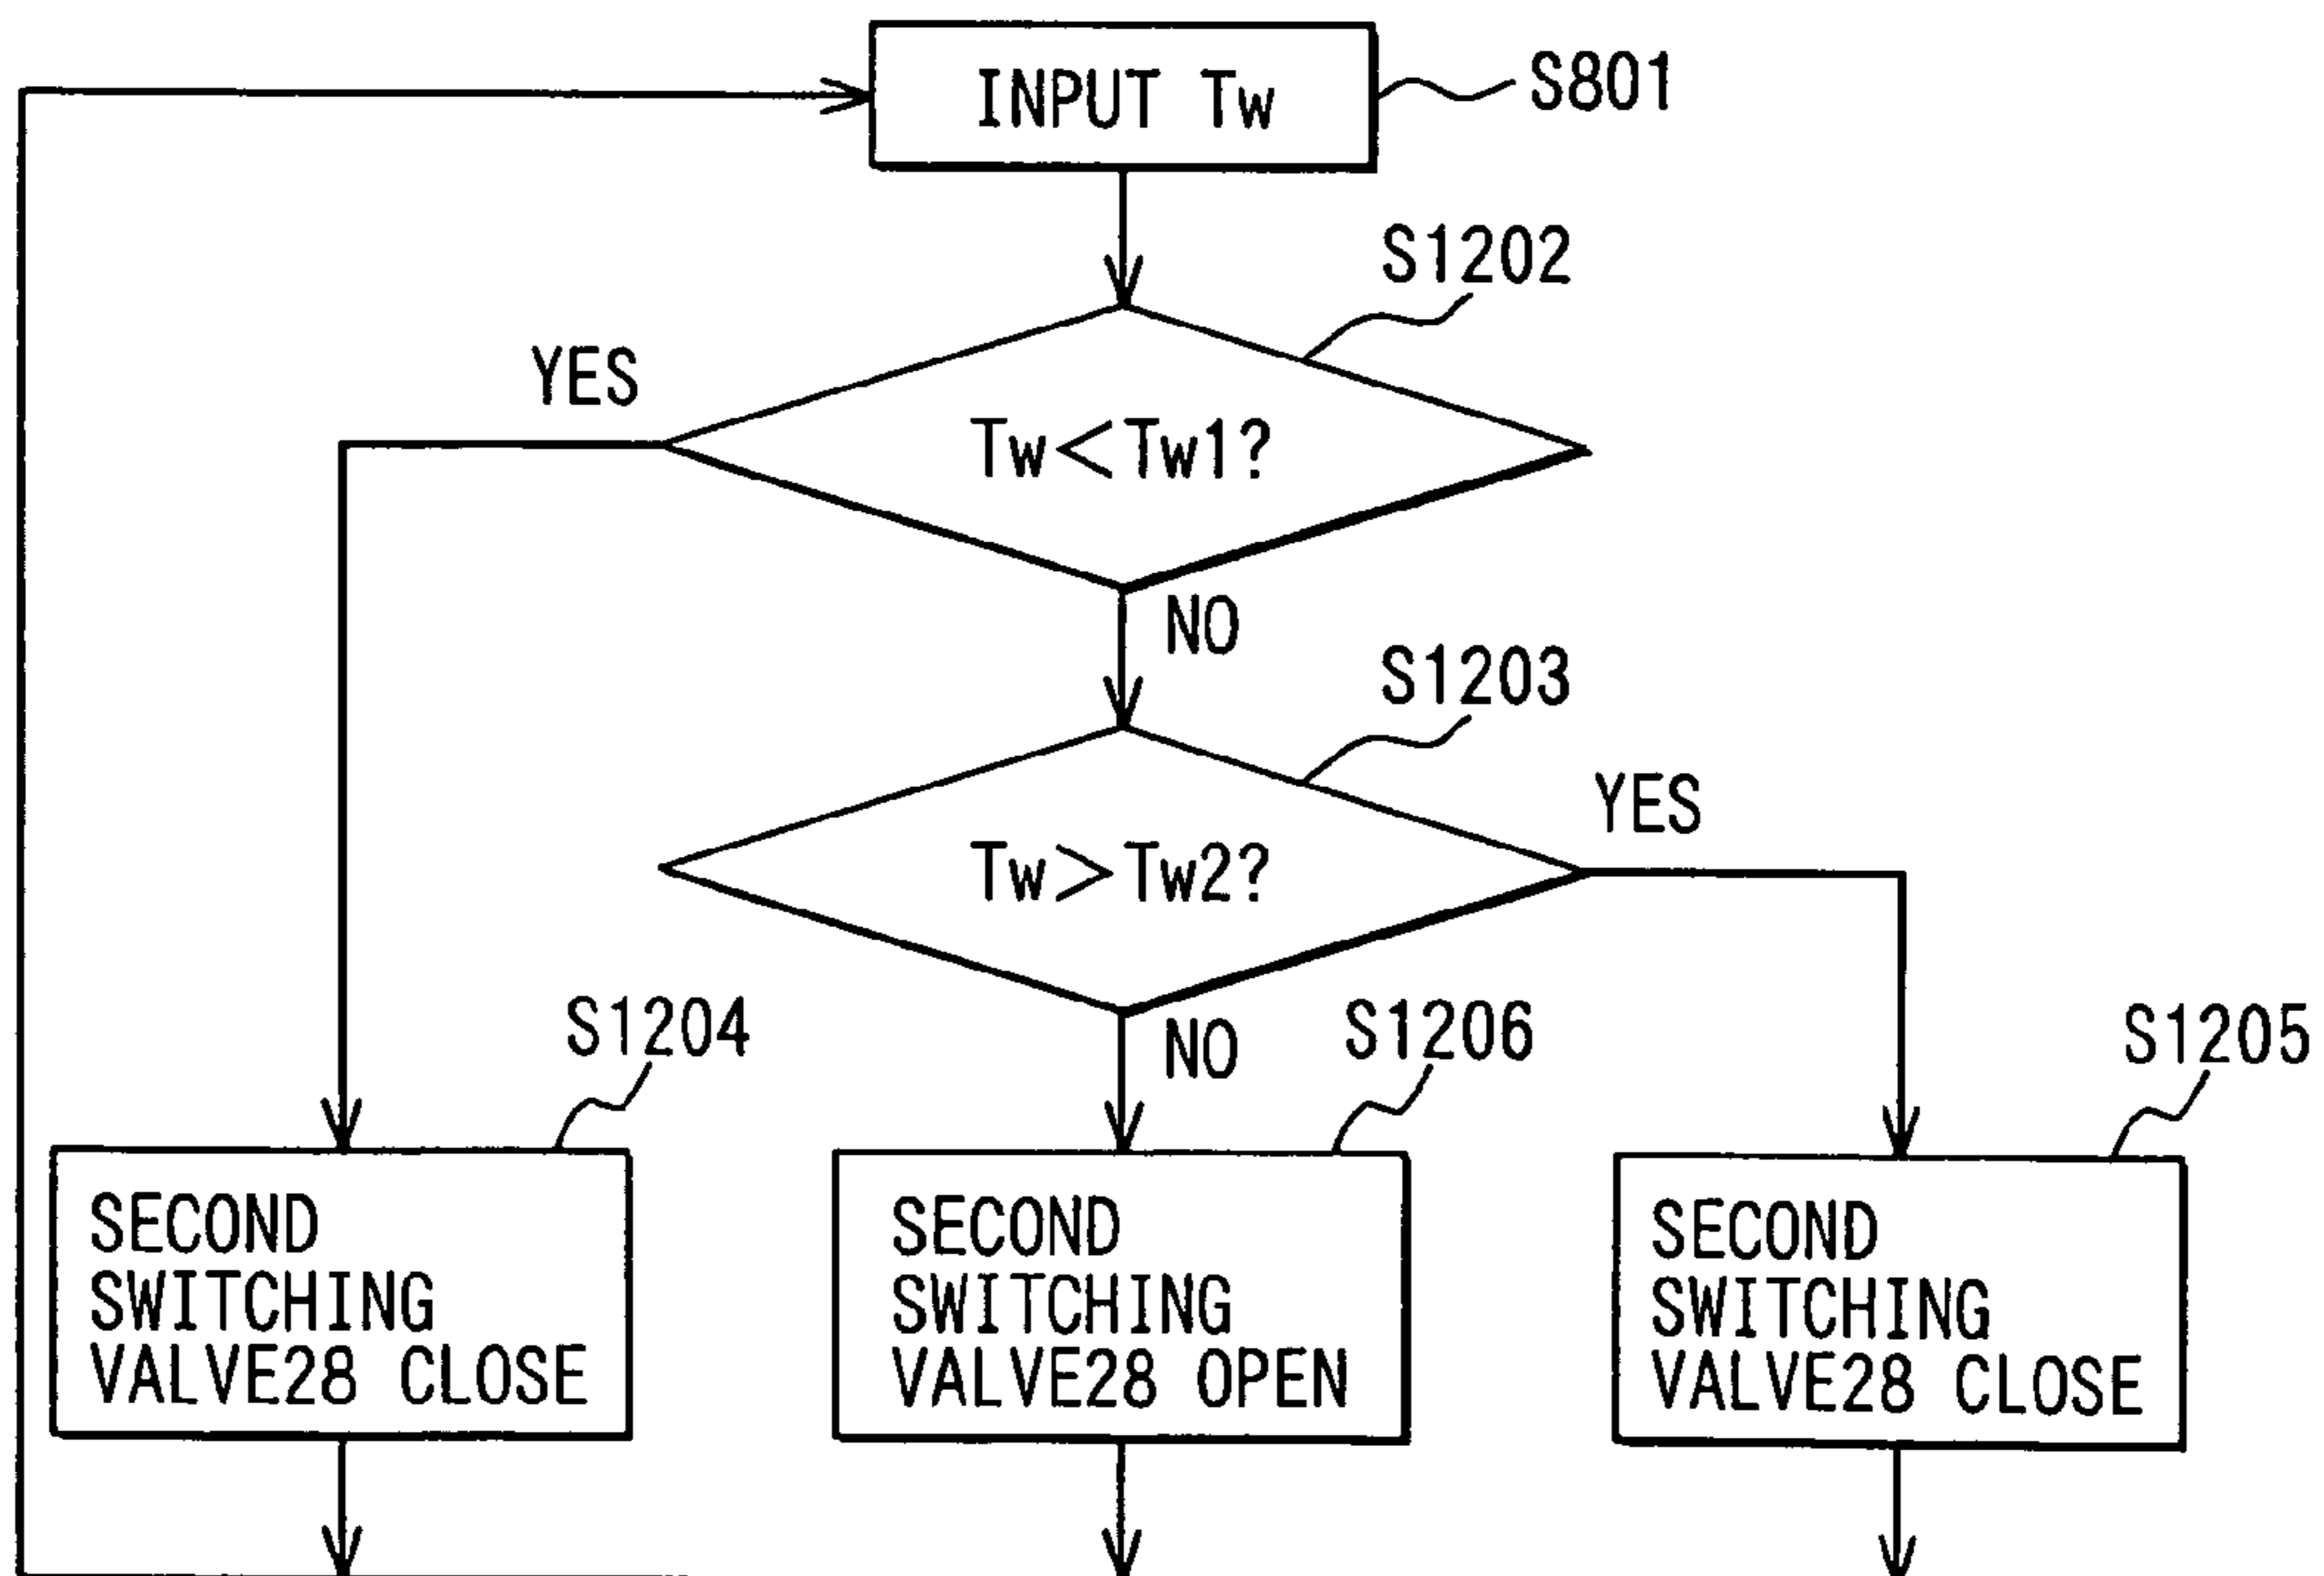 INPUT Tw
S801
S1202
YES
Tw<Tw1?
NO
S1203
YES
Tw>Tw2?
NO
S1204
S1206
S1205
SECOND
SWITCHING
VALVE28 CLOSE
SECOND
SWITCHING
VALVE28 OPEN
SECOND
SWITCHING
VALVE28 CLOSE